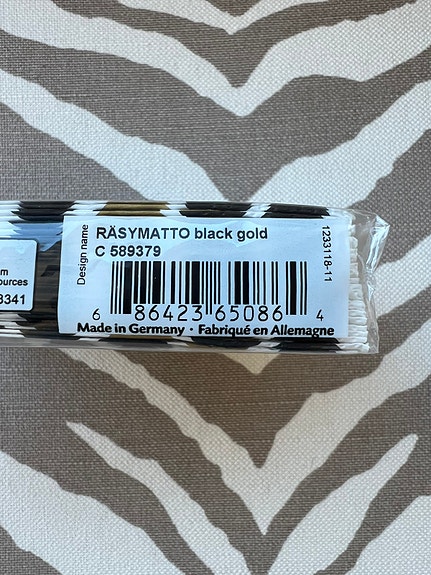 Design name
RÄSYMATTO black gold
C 589379
1233118-11
6 86423 65086 4
Made in Germany · Fabriqué en Allemagne
3341